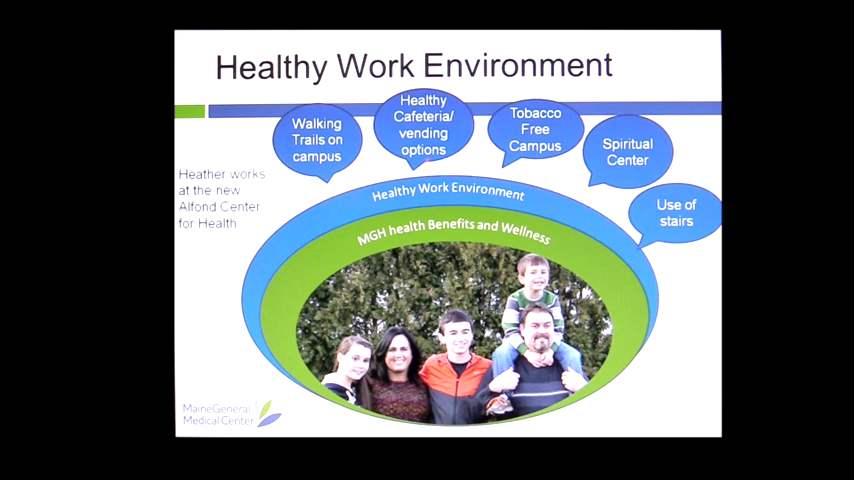 Healthy Work Environment
Walking
Trails on
campus
Healthy
Cafeteria/
vending
options
Tobacco
Free
Campus
Spiritual
Center
Use of
stairs
Heather works
at the new
Alfond Center
for Health
Healthy Work Environment
MGH health Benefits and Wellness
MaineGeneral
Medical Center